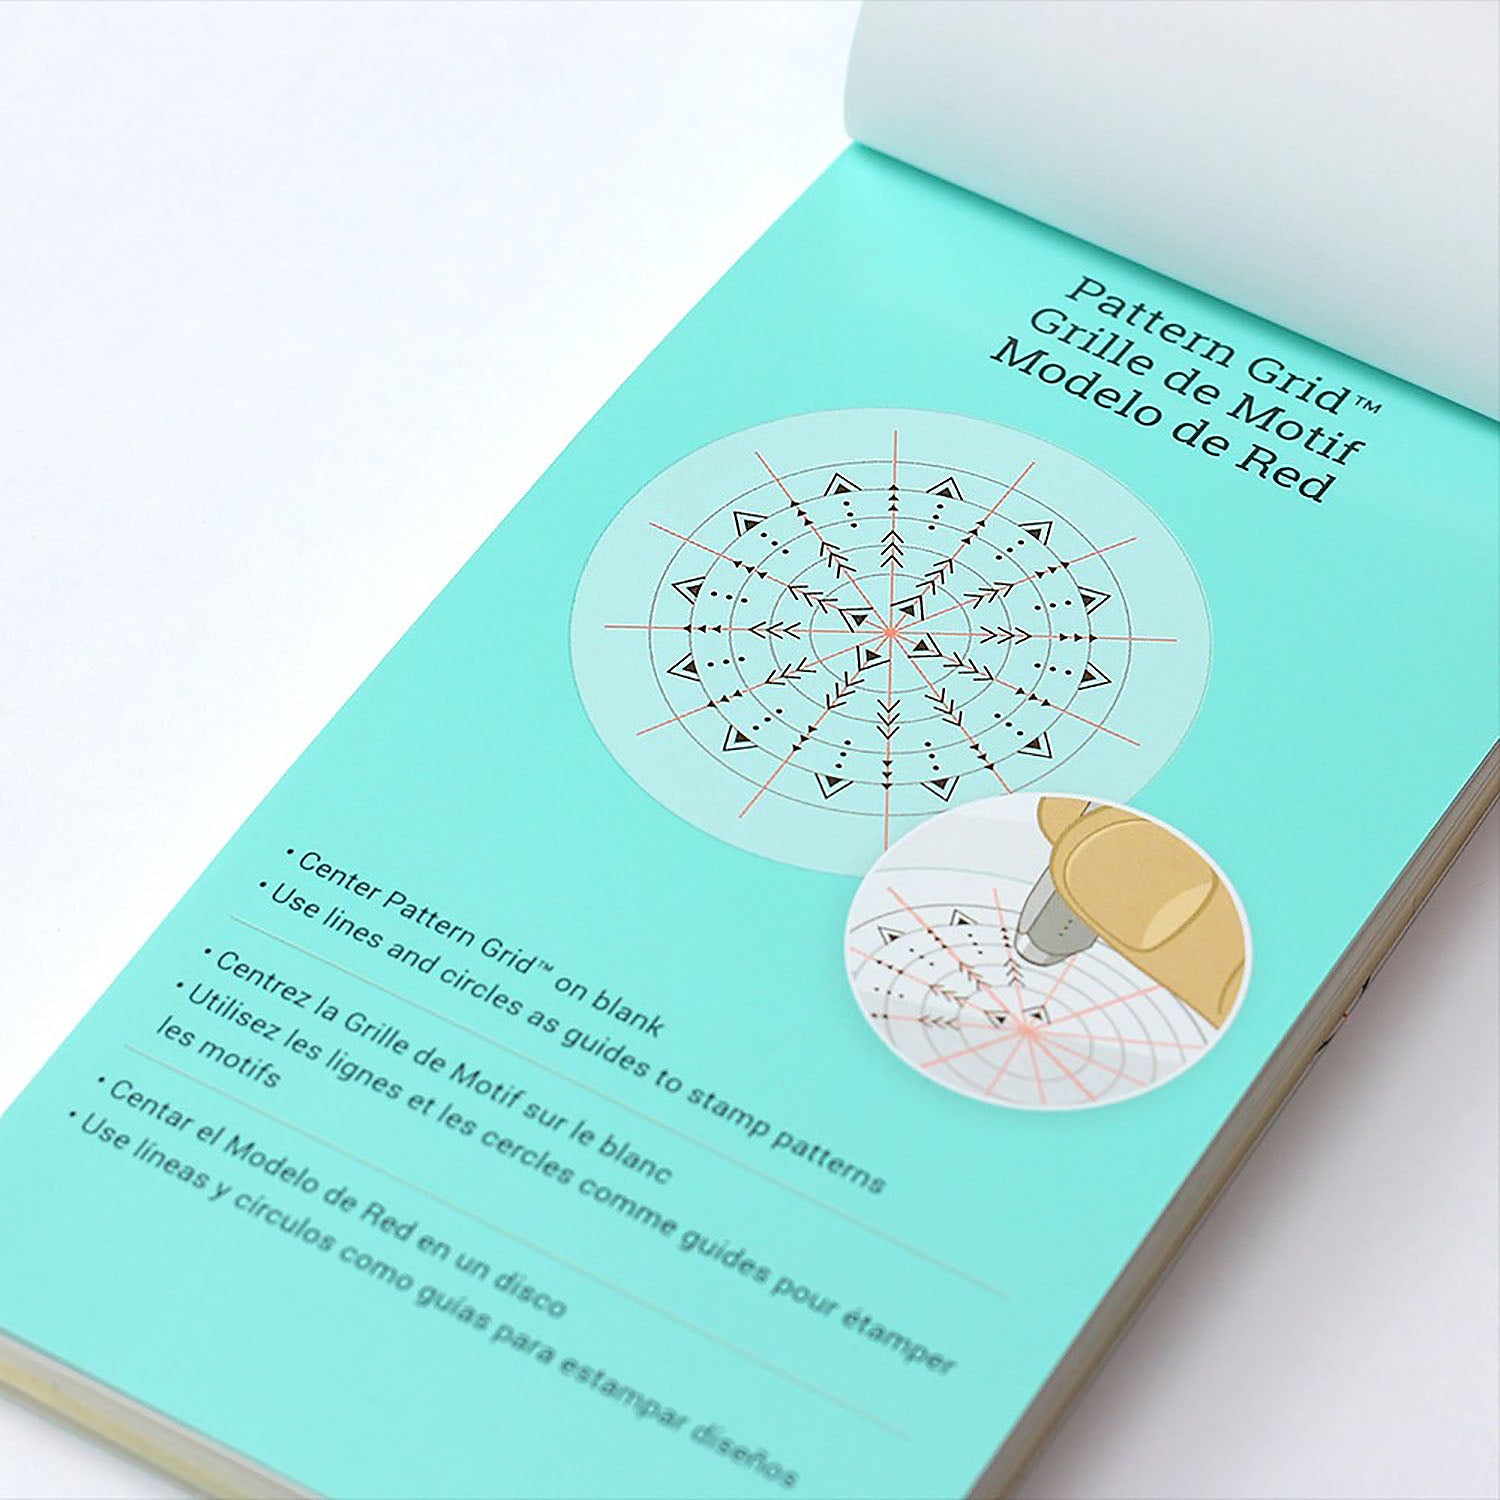 Pattern Grid™
Grille de Motif
Modelo de Red
• Center Pattern Grid™ on blank
• Use lines and circles as guides to stamp patterns
• Centrez la Grille de Motif sur le blanc
• Utilisez les lignes et les cercles comme guides pour étamper
les motifs
• Centar el Modelo de Red en un disco
• Use líneas y círculos como guías para estampar diseños